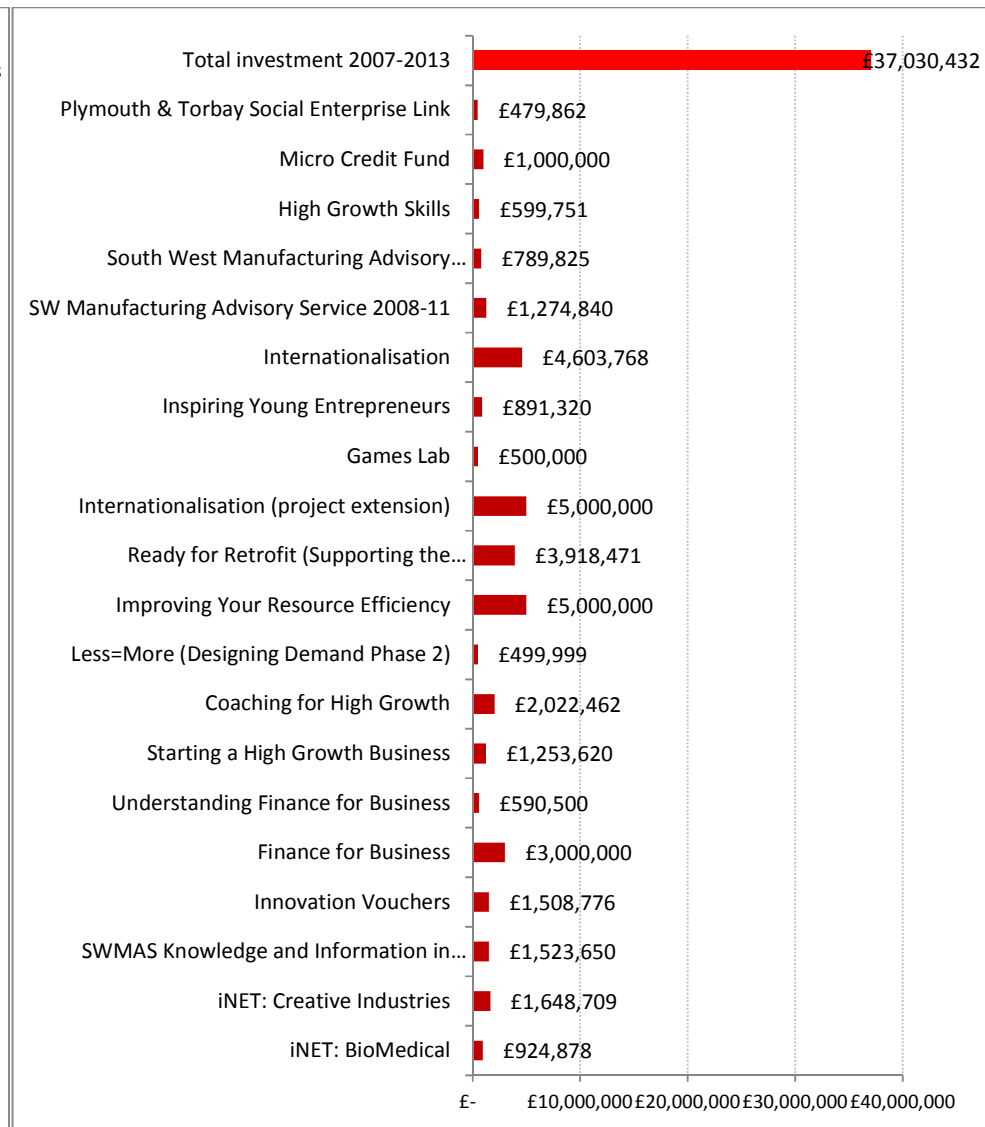 Total investment 2007-2013 £37,030,432
Plymouth & Torbay Social Enterprise Link £479,862
Micro Credit Fund £1,000,000
High Growth Skills £599,751
South West Manufacturing Advisory... £789,825
SW Manufacturing Advisory Service 2008-11 £1,274,840
Internationalisation £4,603,768
Inspiring Young Entrepreneurs £891,320
Games Lab £500,000
Internationalisation (project extension) £5,000,000
Ready for Retrofit (Supporting the... £3,918,471
Improving Your Resource Efficiency £5,000,000
Less=More (Designing Demand Phase 2) £499,999
Coaching for High Growth £2,022,462
Starting a High Growth Business £1,253,620
Understanding Finance for Business £590,500
Finance for Business £3,000,000
Innovation Vouchers £1,508,776
SWMAS Knowledge and Information in... £1,523,650
iNET: Creative Industries £1,648,709
iNET: BioMedical £924,878
£- £10,000,000 £20,000,000 £30,000,000 £40,000,000